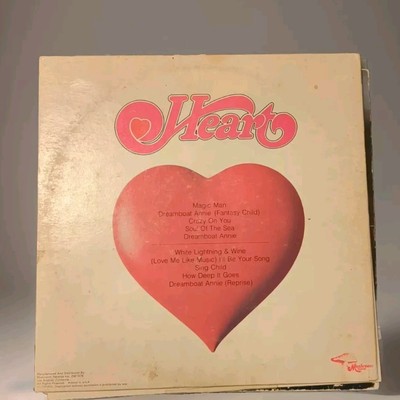 Heart
Magic Man
Dreamboat Annie (Fantasy Child)
Crazy On You
Soul Of The Sea
Dreamboat Annie
White Lightning & Wine
(Love Me Like Music) I'll Be Your Song
Sing Child
How Deep It Goes
Dreamboat Annie (Reprise)